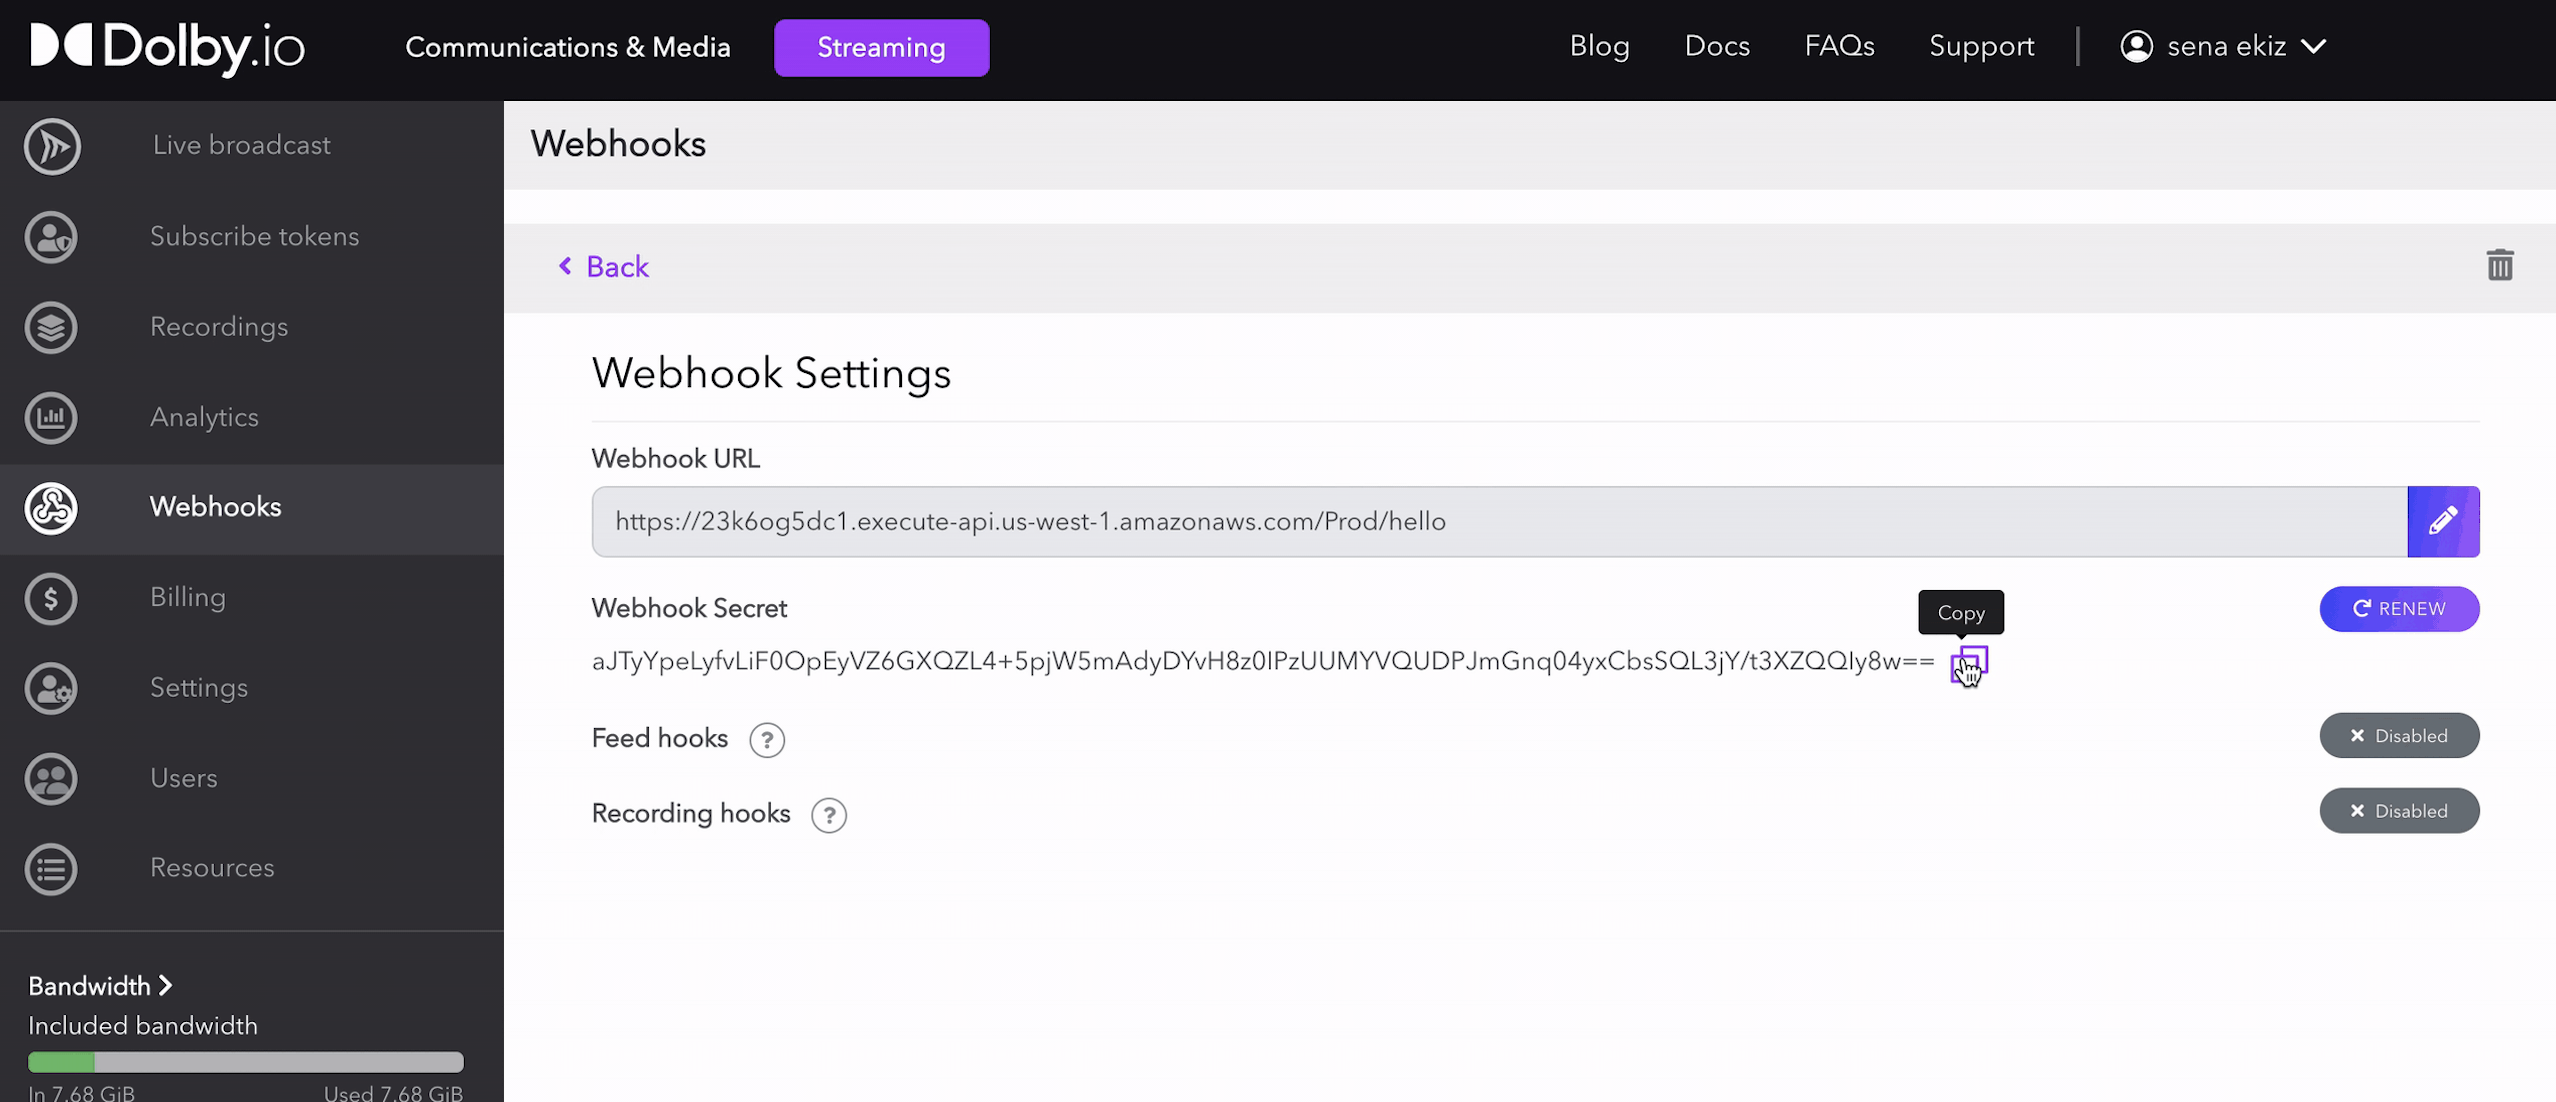 Dolby.io
Communications & Media
Streaming
Blog
Docs
FAQs
Support
sena ekiz
Live broadcast
Subscribe tokens
Recordings
Analytics
Webhooks
Billing
Settings
Users
Resources
Bandwidth
Included bandwidth
In 7.68 GiB
Used 7.68 GiB
Webhooks
Back
Webhook Settings
Webhook URL
https://23k6og5dc1.execute-api.us-west-1.amazonaws.com/Prod/hello
Webhook Secret
Copy
RENEW
aJTyYpeLyfvLiF0OpEyVZ6GXQZL4+5pjW5mAdyDYvH8z0IPzUUMYVQUDPJmGnq04yxCbsSQL3jY/t3XZQQIy8w==
Feed hooks ?
Disabled
Recording hooks ?
Disabled